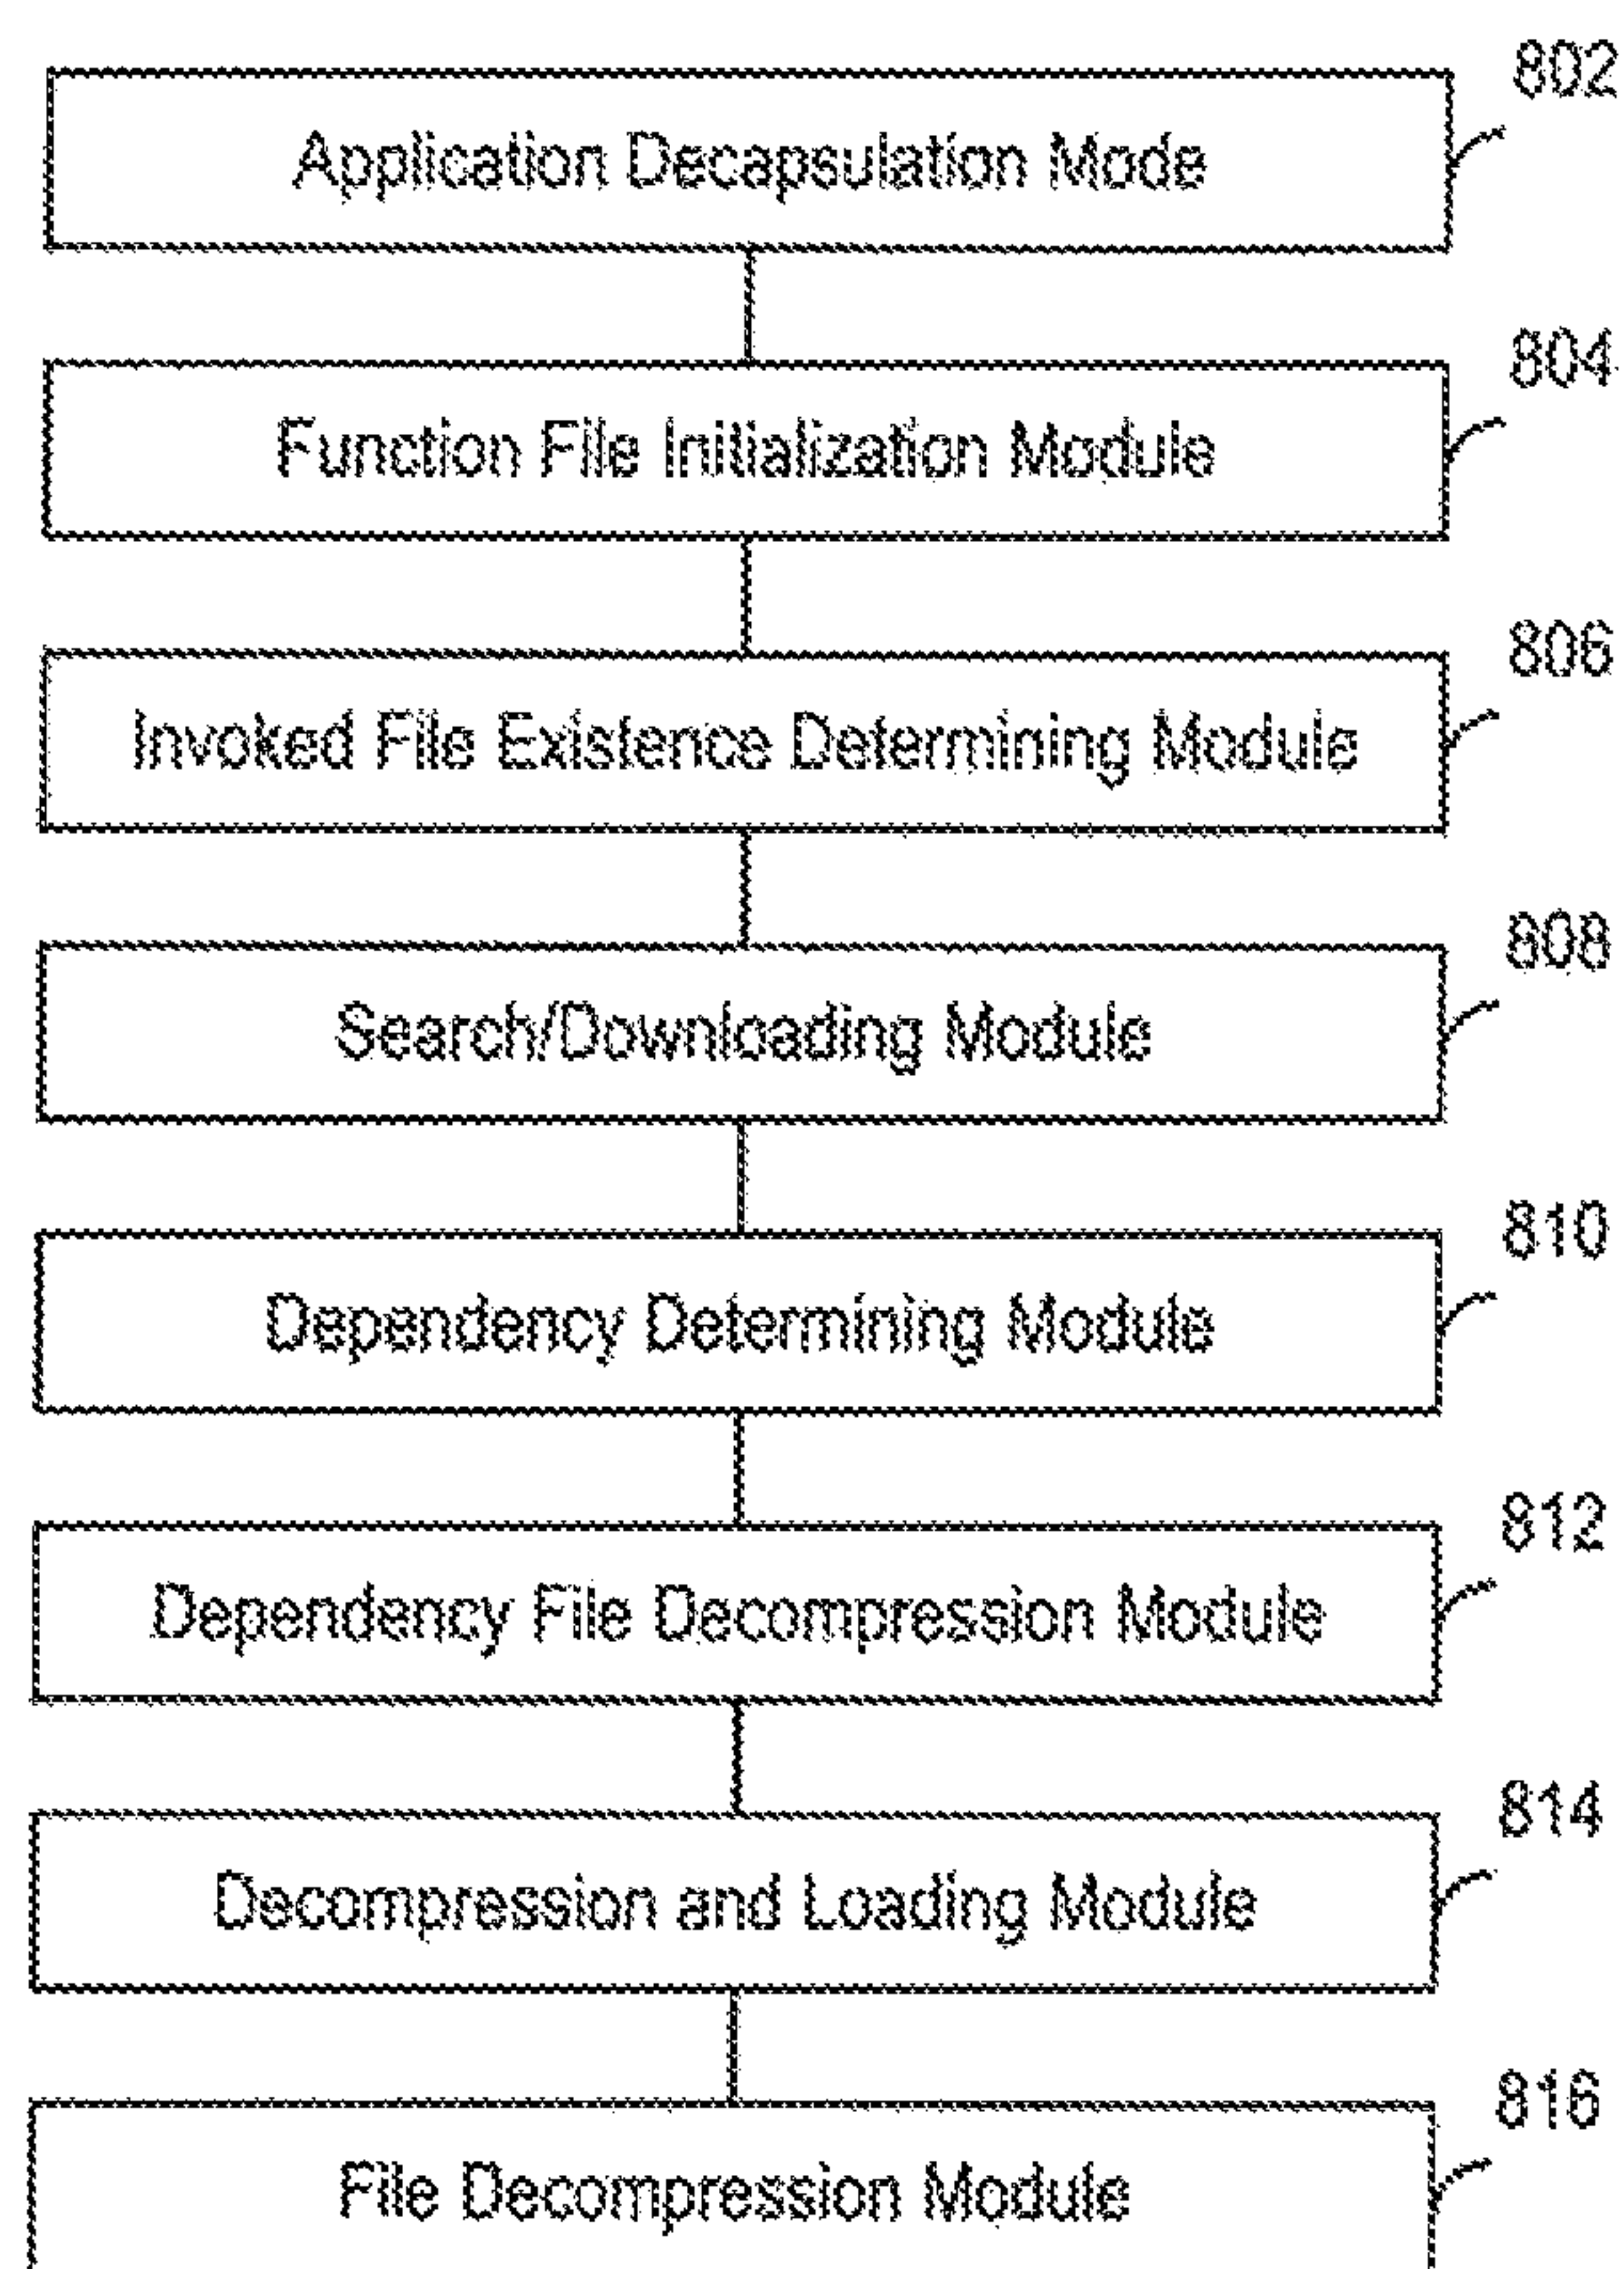 802
Application Decapsulation Mode
804
Function File Initialization Module
806
Invoked File Existence Determining Module
808
Search/Downloading Module
810
Dependency Determining Module
812
Dependency File Decompression Module
814
Decompression and Loading Module
816
File Decompression Module